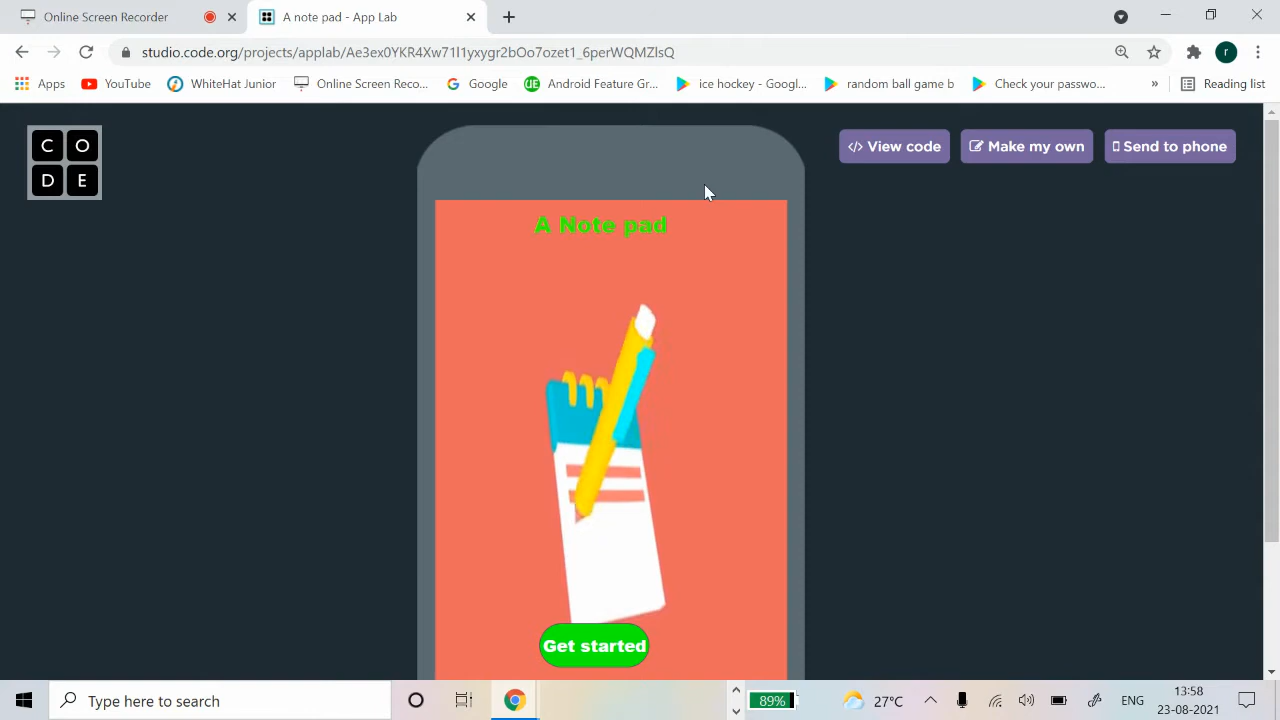 Online Screen Recorder
A note pad - App Lab
studio.code.org/projects/applab/Ae3ex0YKR4Xw71l1yxygr2bOo7ozet1_6perWQMZlsQ
r
Apps
YouTube
WhiteHat Junior
Online Screen Reco...
Google
UE
Android Feature Gr...
ice hockey - Googl...
random ball game b
Check your passwo...
»
Reading list
C O
D E
</> View code
Make my own
Send to phone
A Note pad
Get started
Type here to search
89%
27°C
ENG
13:58
23-08-2021